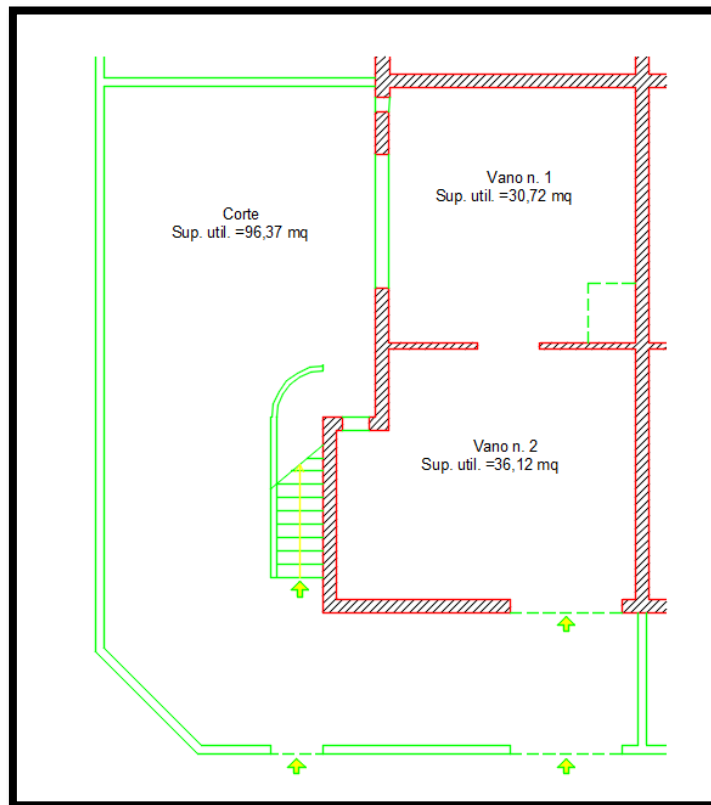 Vano n. 1
Sup. util. =30,72 mq
Corte
Sup. util. =96,37 mq
Vano n. 2
Sup. util. =36,12 mq